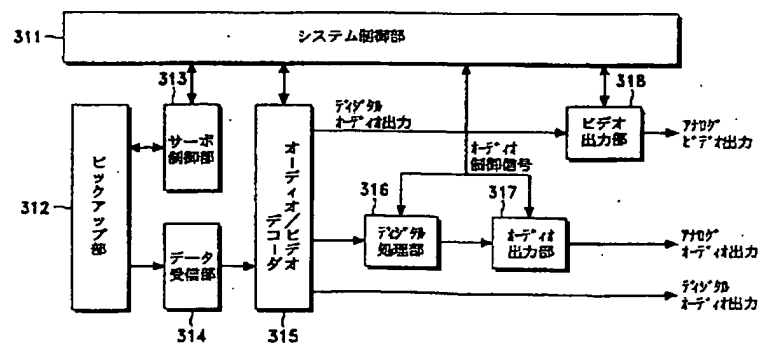 311
システム制御部
313
318
ディジタル
オーディオ出力
サーボ
制御部
ビデオ
出力部
アナログ
ビデオ出力
オーディオ
制御信号
ピックアップ部
オーディオ/ビデオ
デコーダ
312
316
317
ディジタル
処理部
オーディオ
出力部
アナログ
オーディオ出力
データ
受信部
ディジタル
オーディオ出力
314
315